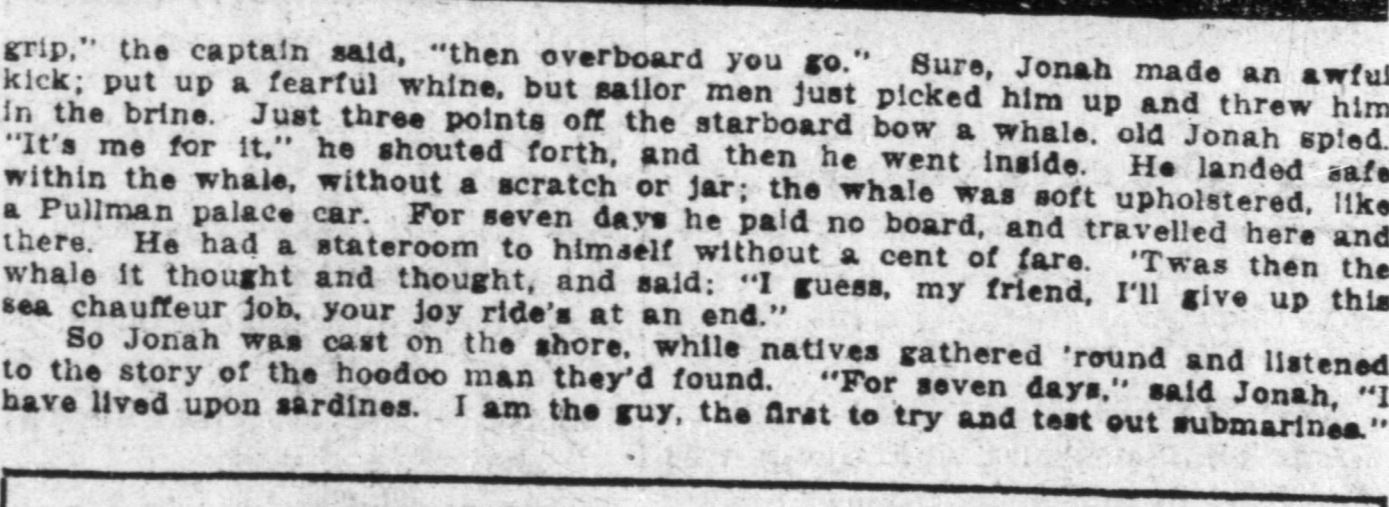 grip," the captain said, "then overboard you go." Sure, Jonah made an awful
kick; put up a fearful whine, but sailor men just picked him up and threw him
in the brine. Just three points off the starboard bow a whale. old Jonah spied.
"It's me for it," he shouted forth, and then he went inside. He landed safe
within the whale, without a scratch or jar; the whale was soft upholstered, like
a Pullman palace car. For seven days he paid no board, and travelled here and
there. He had a stateroom to himself without a cent of fare. 'Twas then the
whale it thought and thought, and said: "I guess, my friend, I'll give up this
sea chauffeur job, your joy ride's at an end."
So Jonah was cast on the shore, while natives gathered 'round and listened
to the story of the hoodoo man they'd found. "For seven days," said Jonah, "I
have lived upon sardines. I am the guy, the first to try and test out submarines."